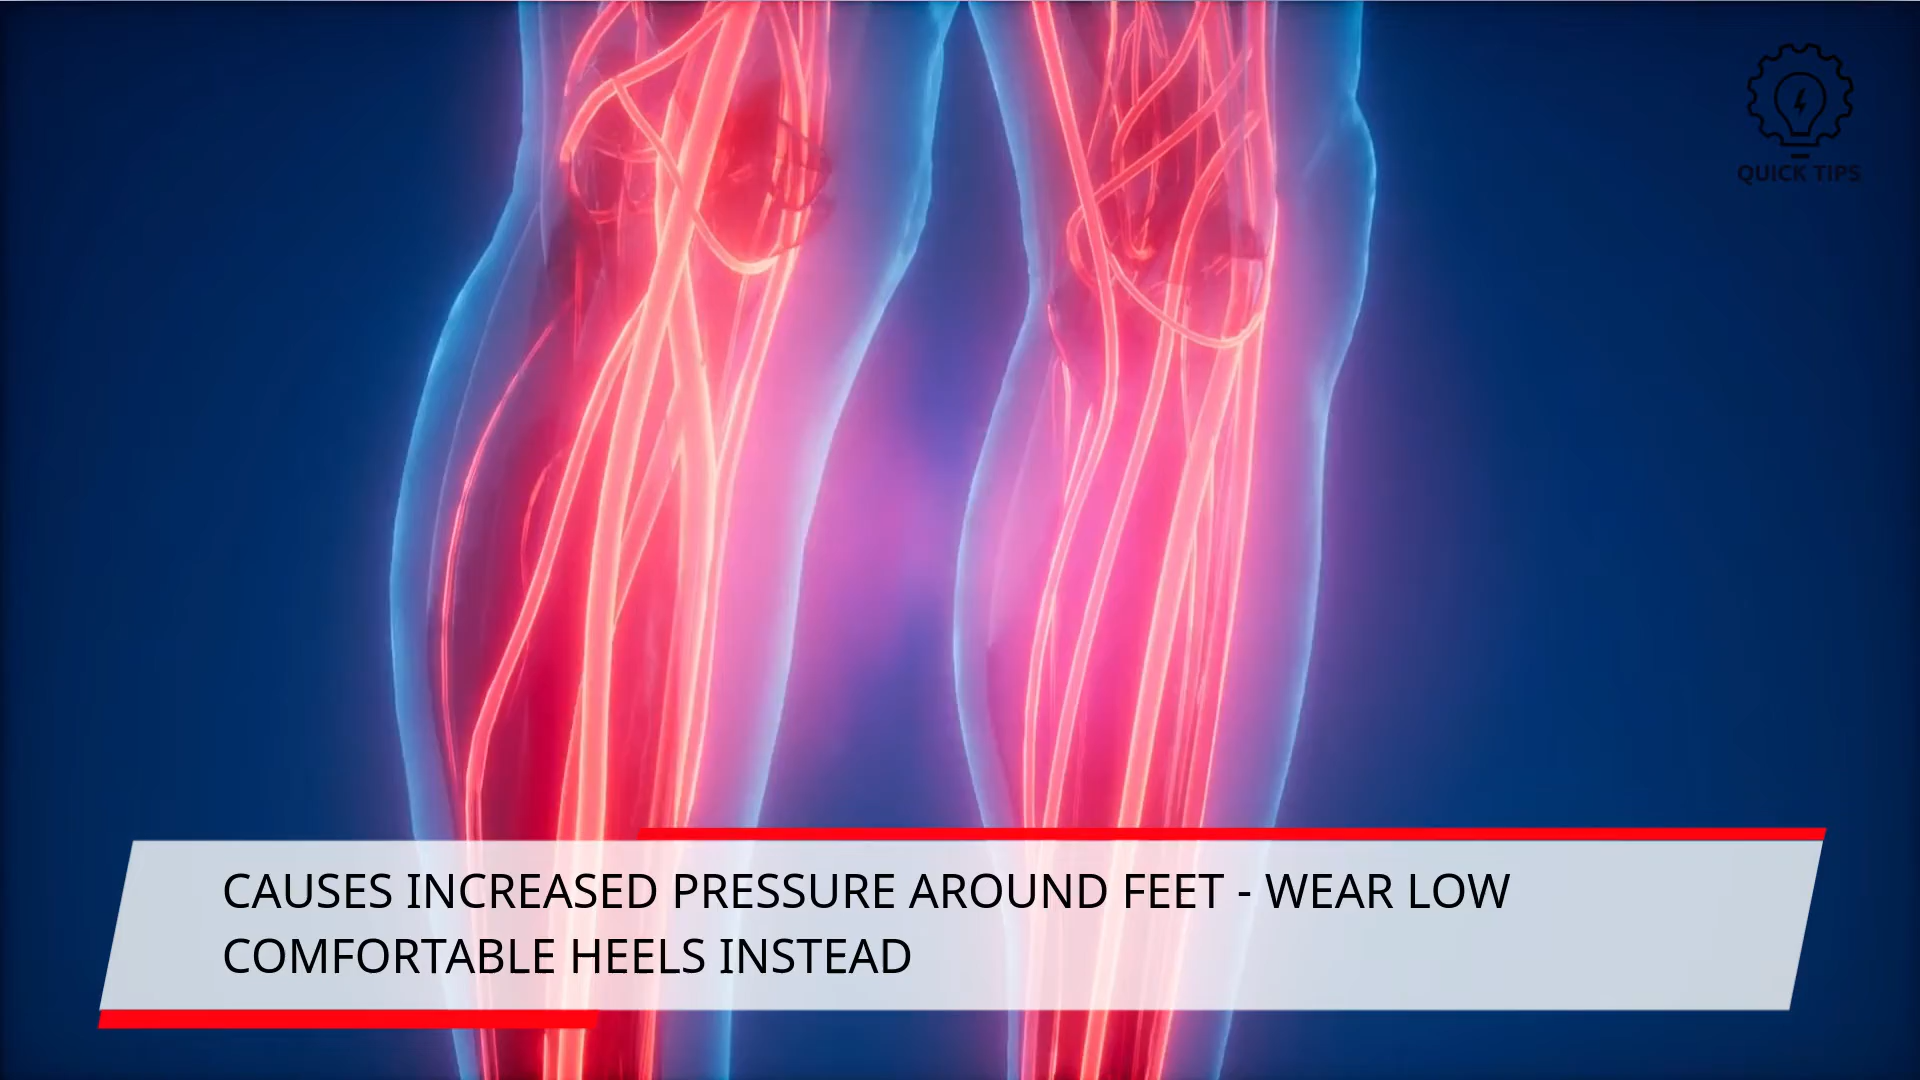 QUICK TIPS
CAUSES INCREASED PRESSURE AROUND FEET - WEAR LOW
COMFORTABLE HEELS INSTEAD